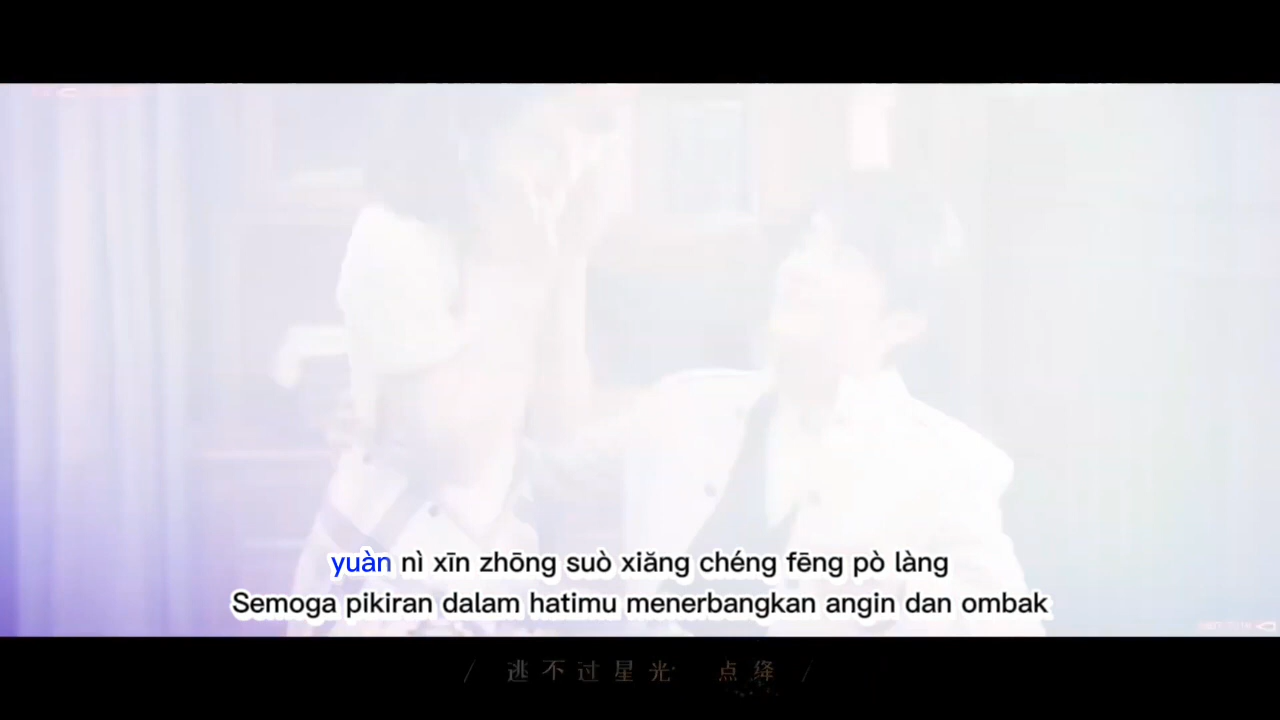 yuàn nì xīn zhōng suò xiǎng chéng fēng pò làng
Semoga pikiran dalam hatimu menerbangkan angin dan ombak
/ 逃不过星光 点绛 /